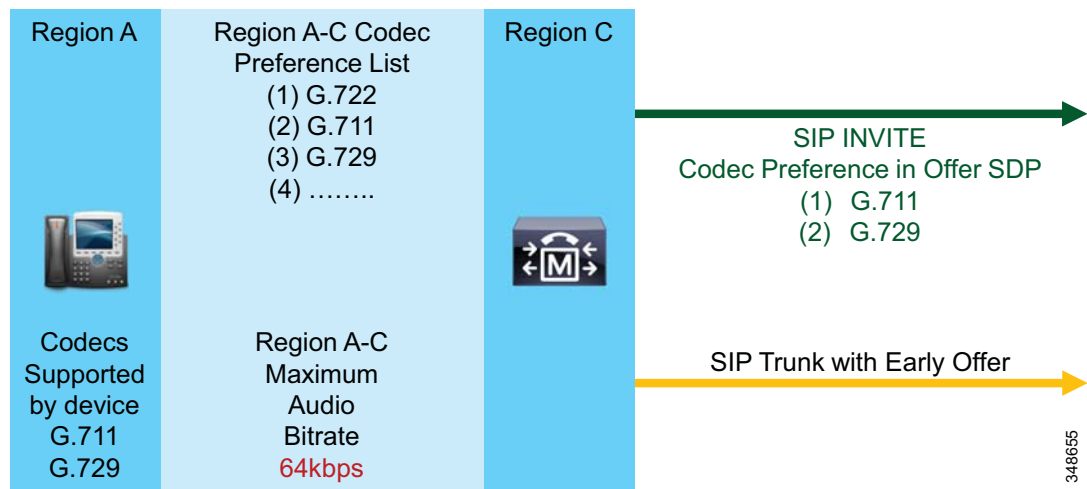 Region A
Region A-C Codec
Preference List
(1) G.722
(2) G.711
(3) G.729
(4) ……..
Region C
SIP INVITE
Codec Preference in Offer SDP
(1) G.711
(2) G.729
M
Codecs
Supported
by device
G.711
G.729
Region A-C
Maximum
Audio
Bitrate
64kbps
SIP Trunk with Early Offer
348655